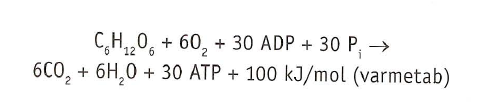 C₆H₁₂O₆ + 6O₂ + 30 ADP + 30 Pᵢ →
6CO₂ + 6H₂O + 30 ATP + 100 kJ/mol (varmetab)